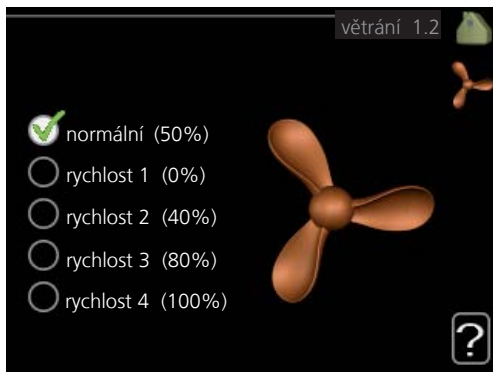 větrání 1.2
normální (50%)
rychlost 1 (0%)
rychlost 2 (40%)
rychlost 3 (80%)
rychlost 4 (100%)
?